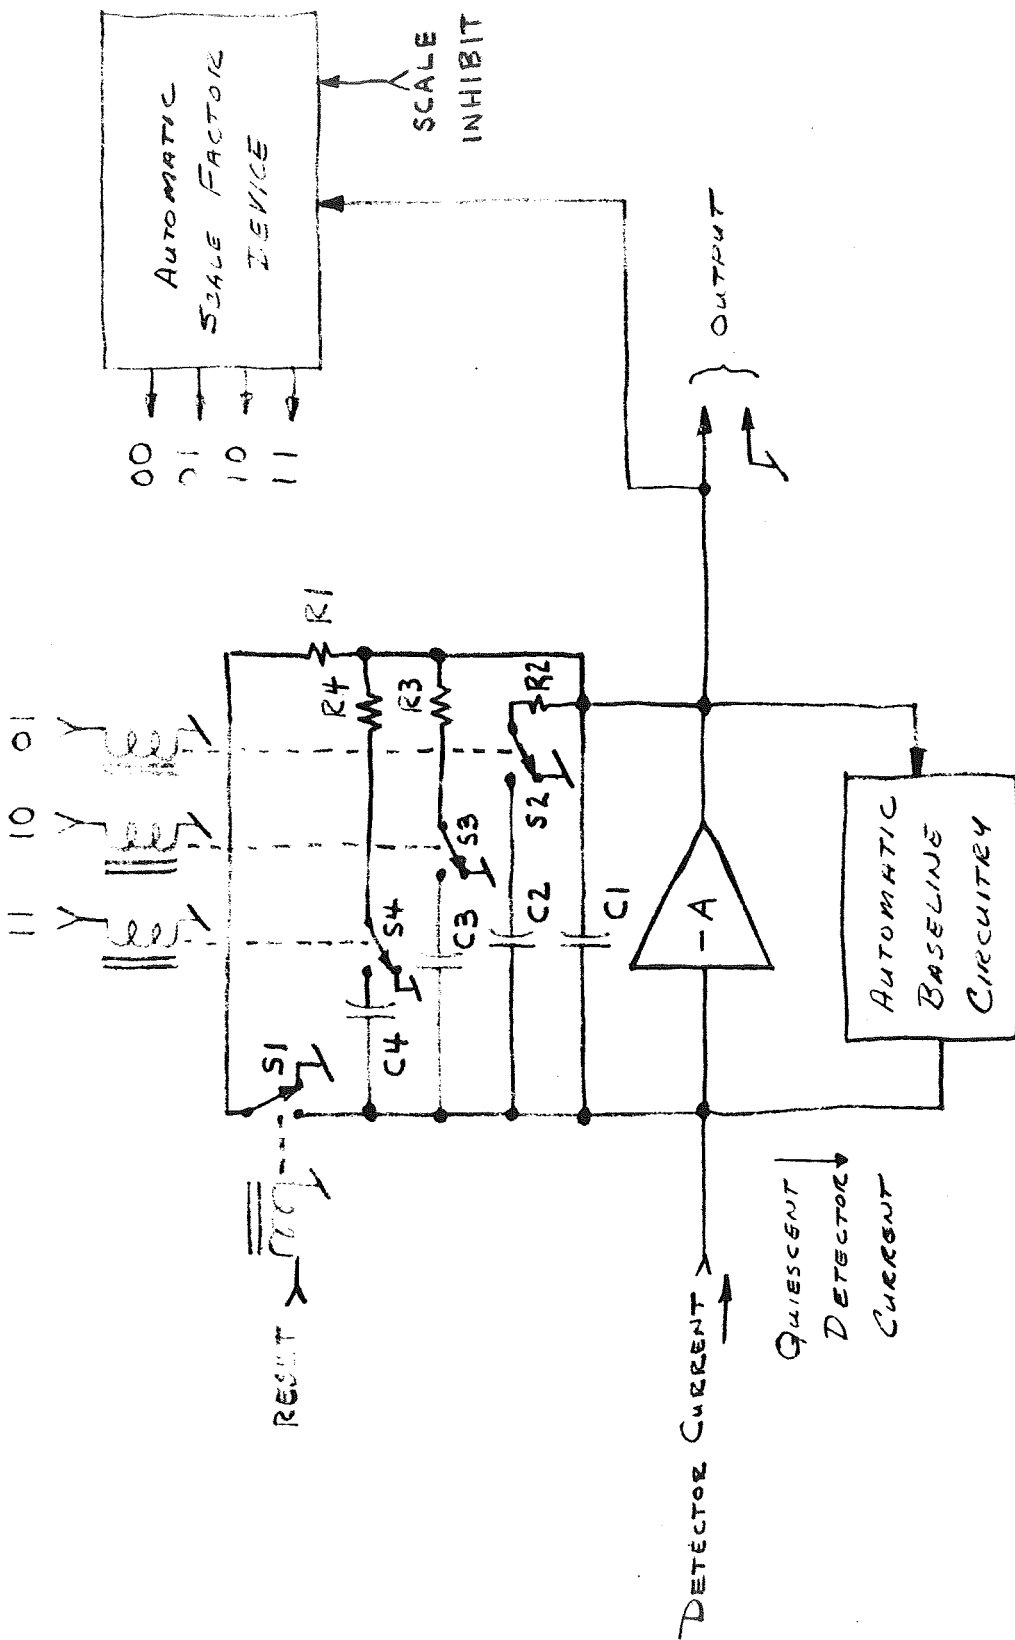 AUTOMATIC
SCALE FACTOR
DEVICE
SCALE
INHIBIT
00
01
10
11
OUTPUT
01
10
11
R1
R4
R3
R2
S4
S3
S2
C4
C3
C2
C1
S1
RESET
-A
AUTOMATIC
BASELINE
CIRCUITRY
DETECTOR CURRENT
QUIESCENT
DETECTOR
CURRENT